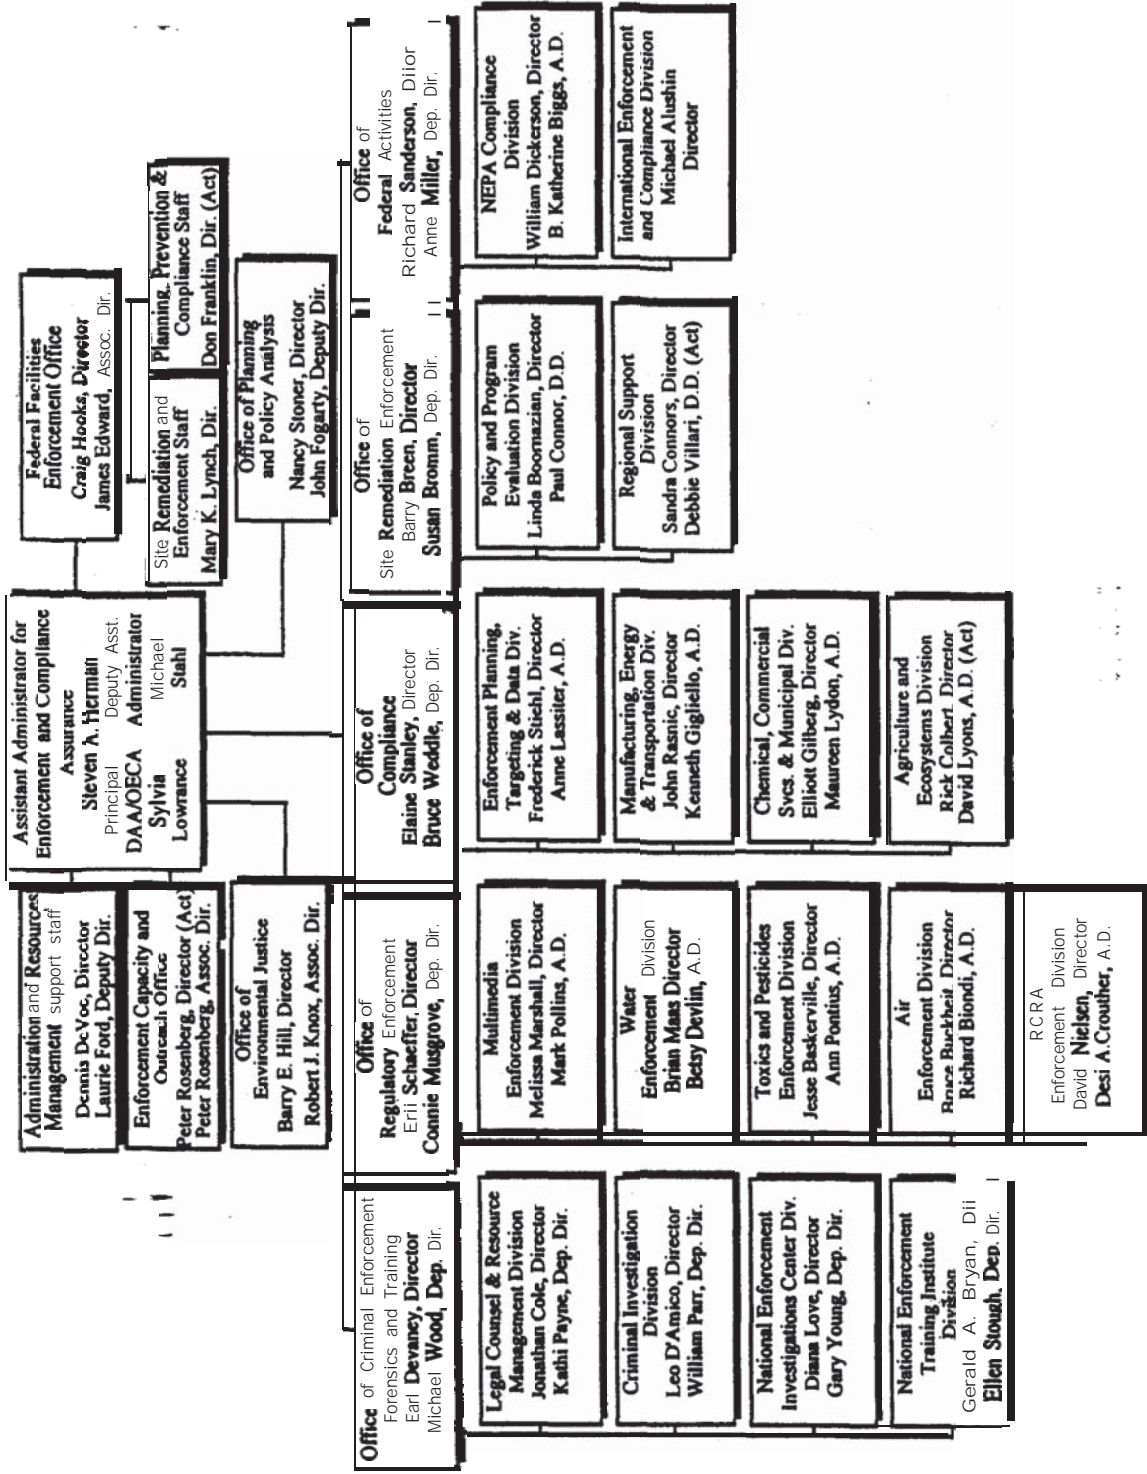 Assistant Administrator for
Enforcement and Compliance
Assurance
Steven A. Herman
Principal Deputy Asst.
DAA/OECA Administrator
Sylvia Michael
Lowrance Stahl
Administration and Resources
Management support staff
Dennis DeVoc, Director
Laurie Ford, Deputy Dir.
Enforcement Capacity and
Outreach Office
Peter Rosenberg, Director (Act)
Peter Rosenberg, Assoc. Dir.
Office of
Environmental Justice
Barry E. Hill, Director
Robert J. Knox, Assoc. Dir.
Federal Facilities
Enforcement Office
Craig Hooks, Director
James Edward, Assoc. Dir.
Site Remediation and
Enforcement Staff
Mary K. Lynch, Dir.
Planning, Prevention &
Compliance Staff
Don Franklin, Dir. (Act)
Office of Planning
and Policy Analysis
Nancy Stoner, Director
John Fogarty, Deputy Dir.
Office of Criminal Enforcement
Forensics and Training
Earl Devaney, Director
Michael Wood, Dep. Dir.
Legal Counsel & Resource
Management Division
Jonathan Cole, Director
Kathi Payne, Dep. Dir.
Criminal Investigation
Division
Leo D'Amico, Director
William Parr, Dep. Dir.
National Enforcement
Investigations Center Div.
Diana Love, Director
Gary Young, Dep. Dir.
National Enforcement
Training Institute
Division
Gerald A. Bryan, Dii
Ellen Stough, Dep. Dir.
Office of
Regulatory Enforcement
Erii Schaeffer, Director
Connie Musgrove, Dep. Dir.
Multimedia
Enforcement Division
Melissa Marshall, Director
Mark Pollins, A.D.
Water
Enforcement Division
Brian Maas Director
Betsy Devlin, A.D.
Toxics and Pesticides
Enforcement Division
Jesse Baskerville, Director
Ann Pontius, A.D.
Air
Enforcement Division
Bruce Buckheit Director
Richard Biondi, A.D.
RCRA
Enforcement Division
David Nielsen, Director
Desi A.Crouther, A.D.
Office of
Compliance
Elaine Stanley, Director
Bruce Weddle, Dep. Dir.
Enforcement Planning,
Targeting & Data Div.
Frederick Stiehl, Director
Anne Lassiter, A.D.
Manufacturing, Energy
& Transportation Div.
John Rasnic, Director
Kenneth Gigliello, A.D.
Chemical, Commercial
Svcs. & Municipal Div.
Elliott Gilberg, Director
Maureen Lydon, A.D.
Agriculture and
Ecosystems Division
Rick Colbert, Director
David Lyons, A.D. (Act)
Office of
Site Remediation Enforcement
Barry Breen, Director
Susan Bromm, Dep. Dir.
Policy and Program
Evaluation Division
Linda Boornazian, Director
Paul Connor, D.D.
Regional Support
Division
Sandra Connors, Director
Debbie Villari, D.D. (Act)
Office of
Federal Activities
Richard Sanderson, Diior
Anne Miller, Dep. Dir.
NEPA Compliance
Division
William Dickerson, Director
B. Katherine Biggs, A.D.
International Enforcement
and Compliance Division
Michael Alushin
Director